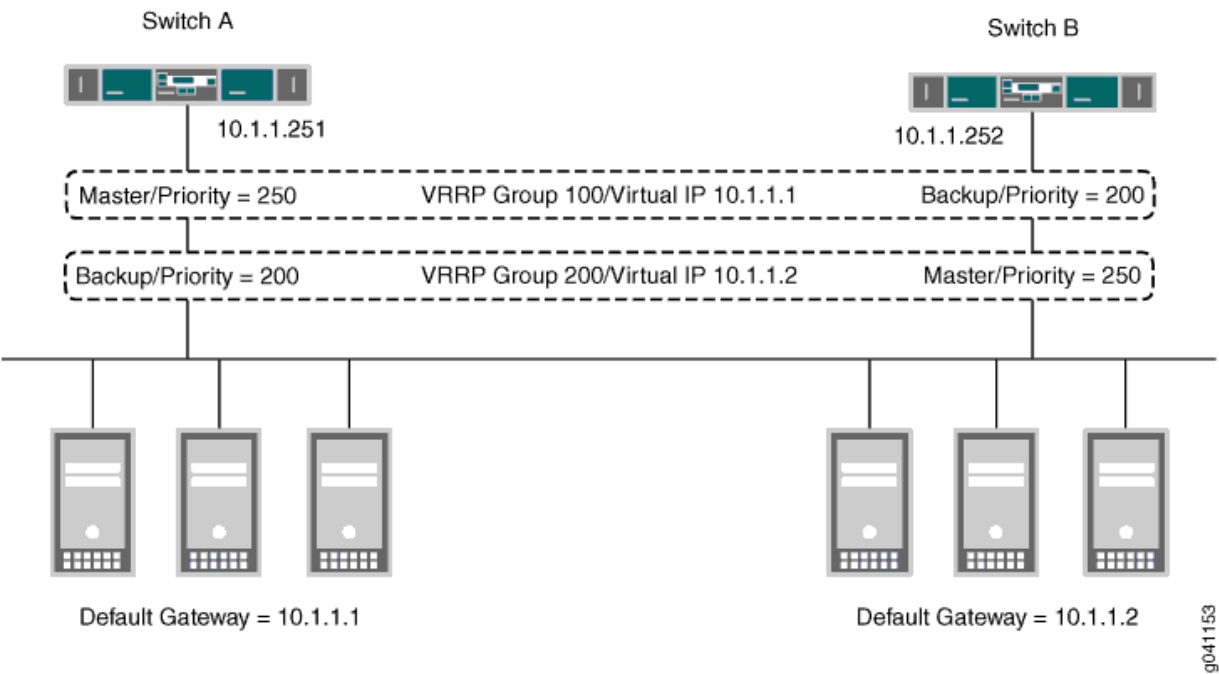 Switch A
Switch B
10.1.1.251
10.1.1.252
Master/Priority = 250 VRRP Group 100/Virtual IP 10.1.1.1 Backup/Priority = 200
Backup/Priority = 200 VRRP Group 200/Virtual IP 10.1.1.2 Master/Priority = 250
Default Gateway = 10.1.1.1
Default Gateway = 10.1.1.2
g041153